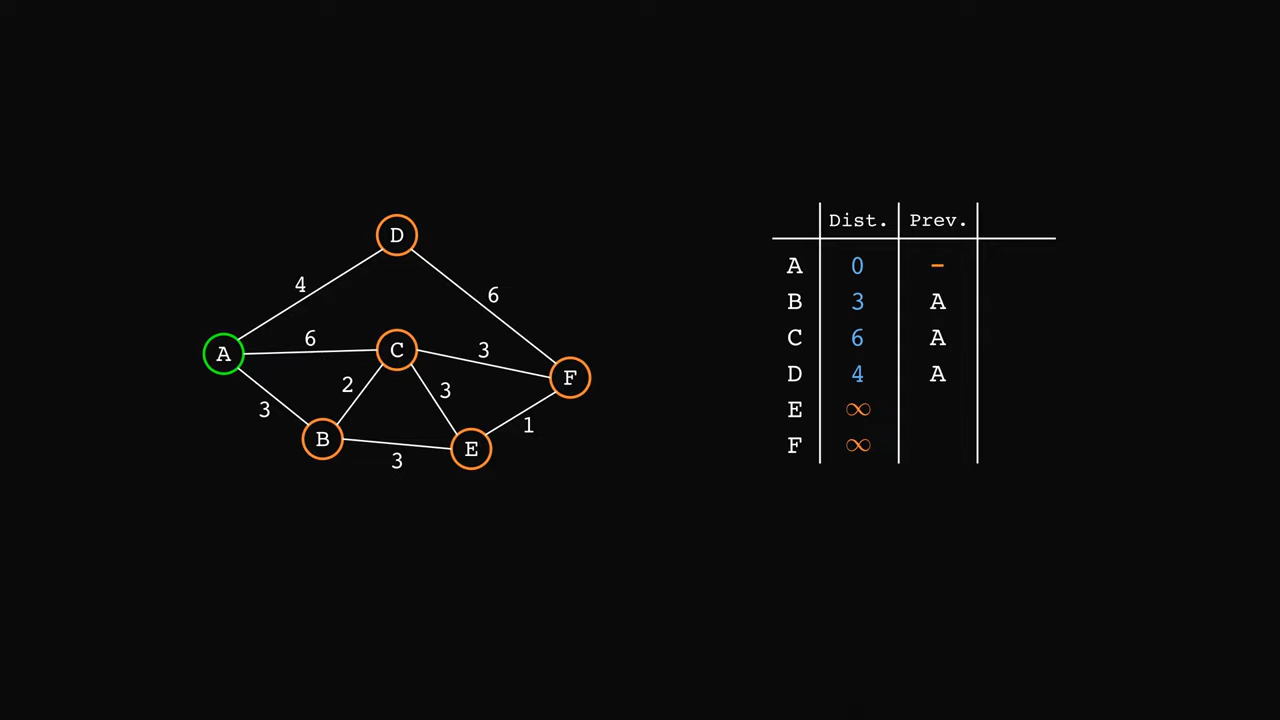 D
4
6
6
C
3
A
F
2
3
3
1
B
E
3
Dist. Prev.
A 0 –
B 3 A
C 6 A
D 4 A
E ∞
F ∞